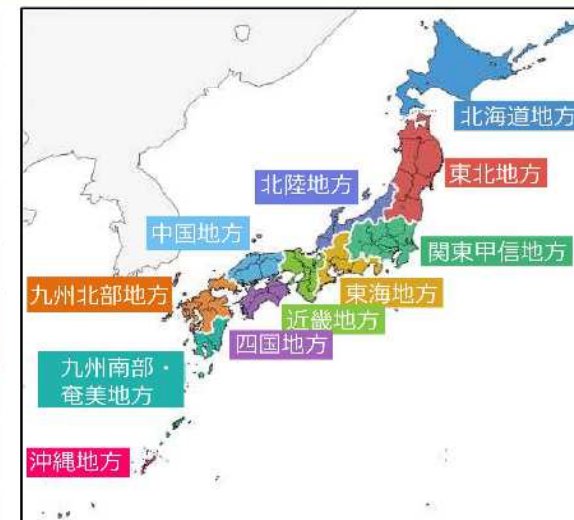 北海道地方
東北地方
北陸地方
関東甲信地方
中国地方
東海地方
九州北部地方
近畿地方
四国地方
九州南部・
奄美地方
沖縄地方